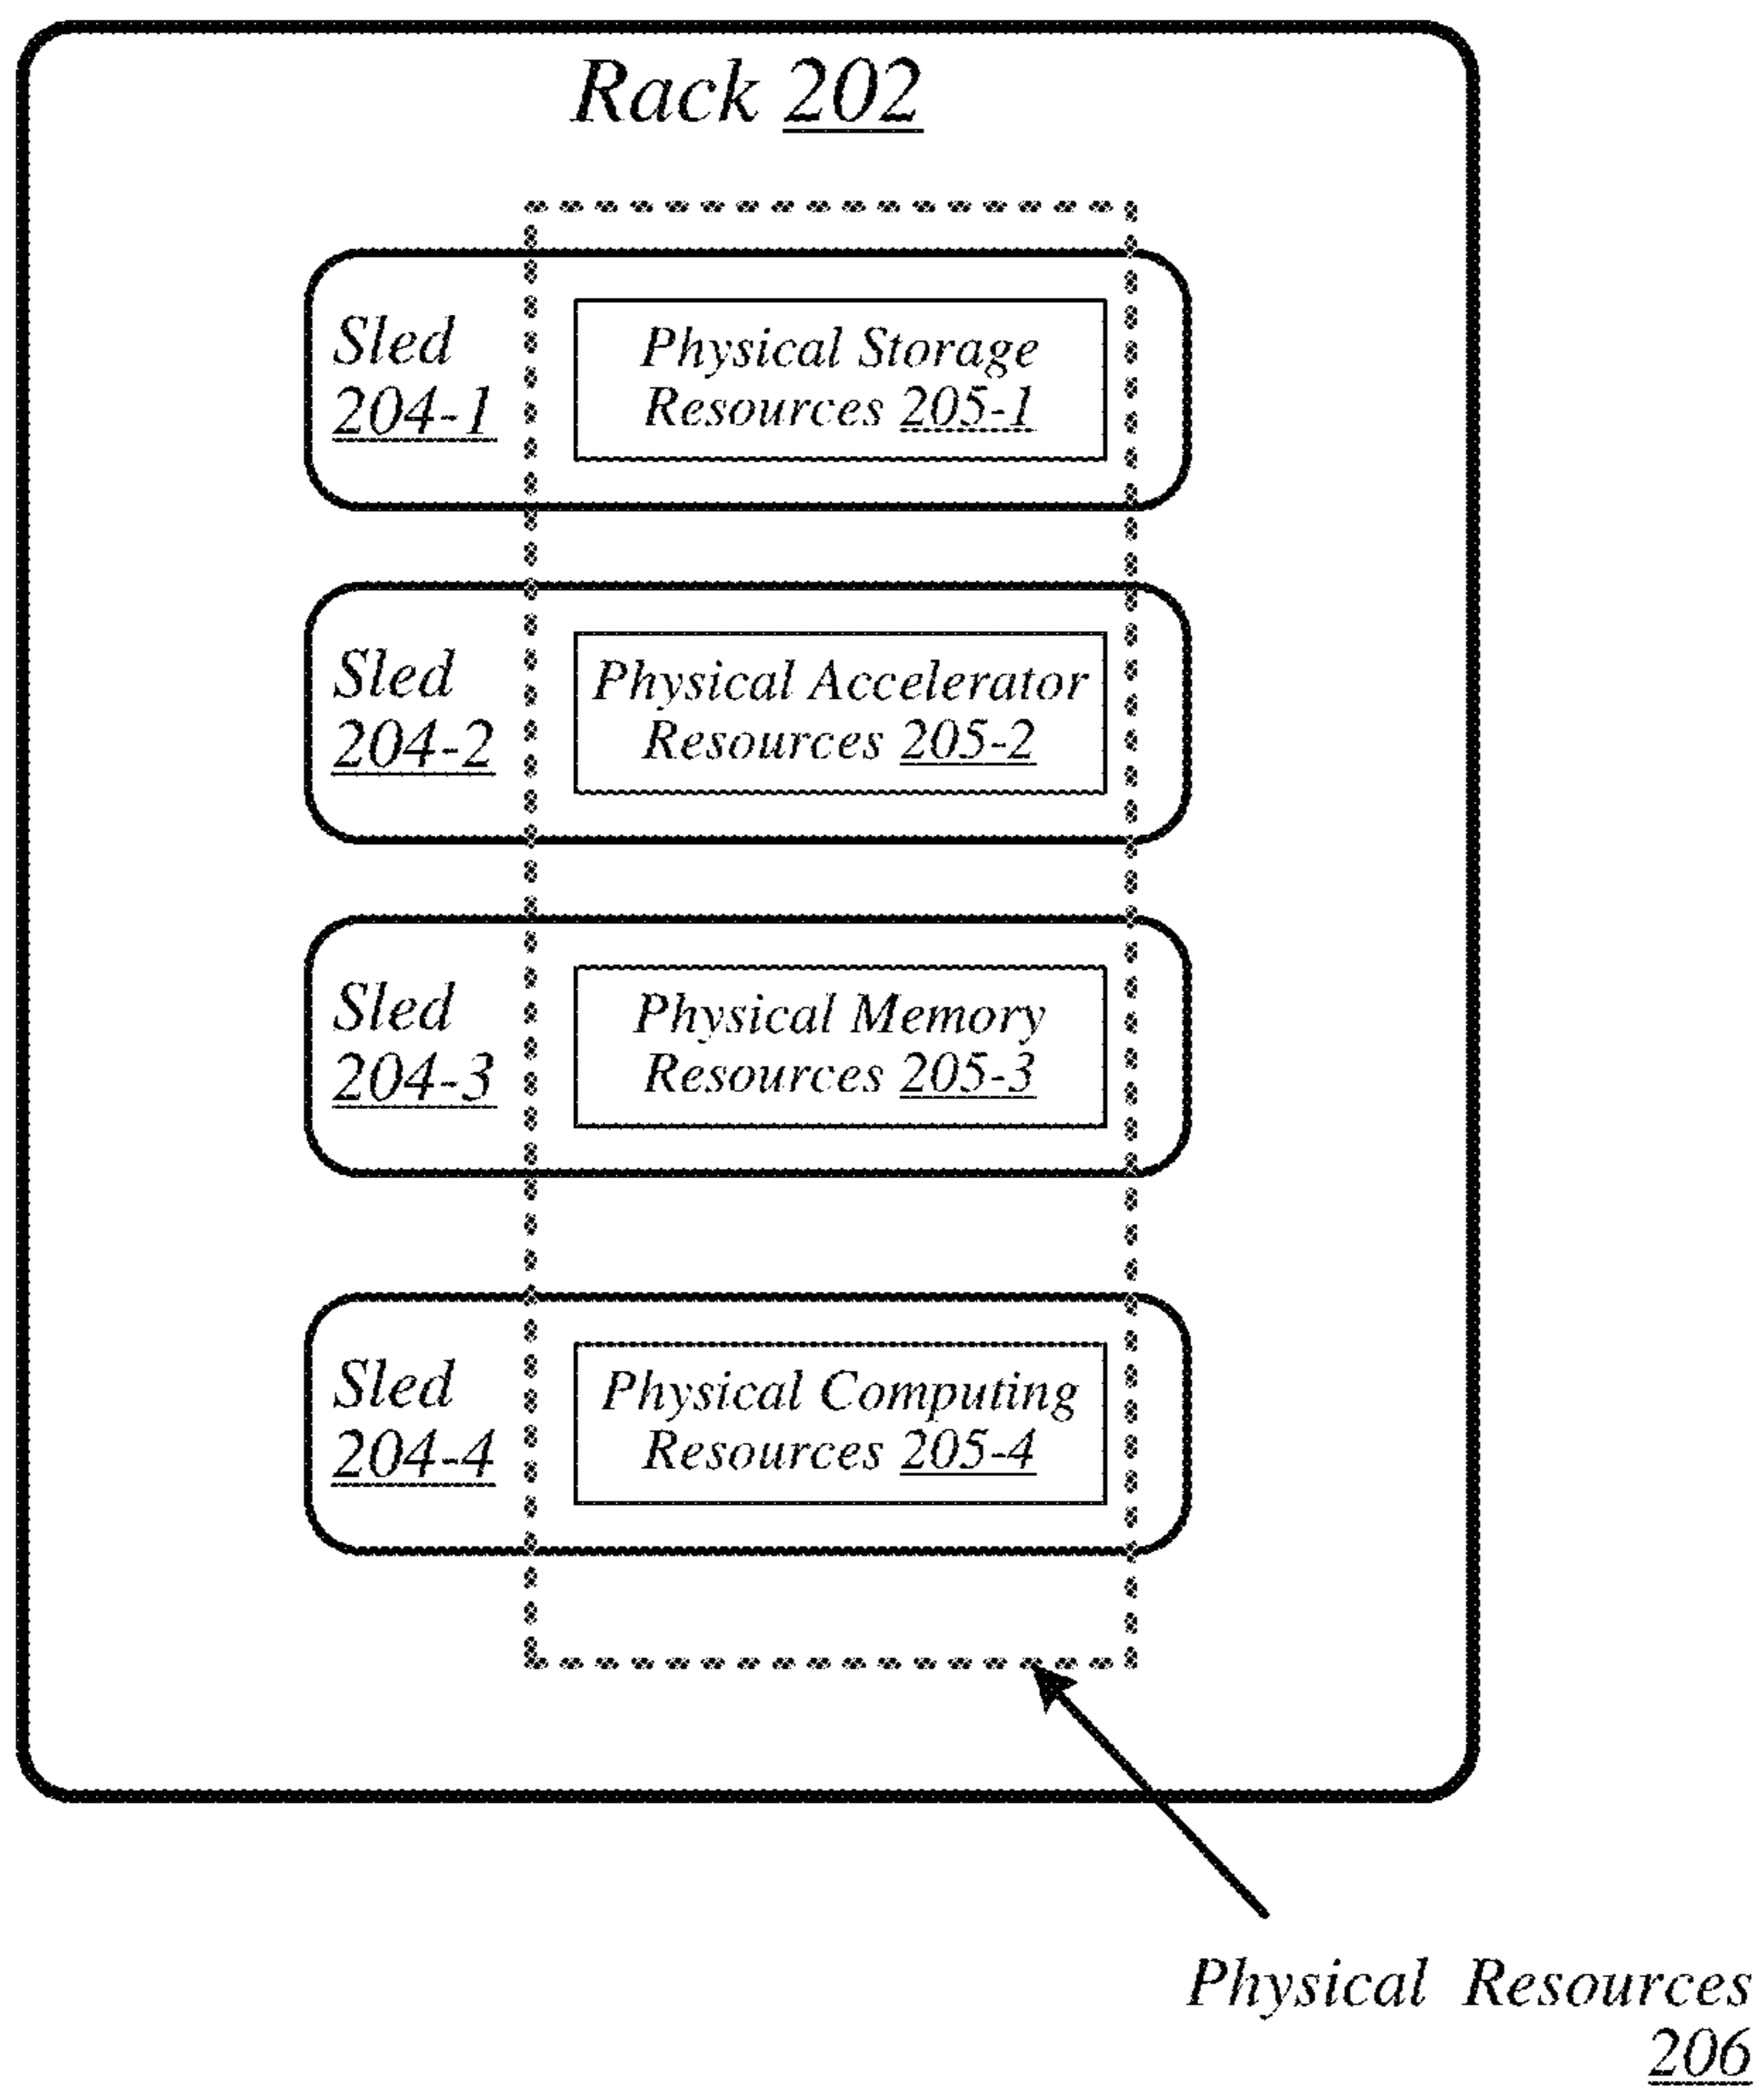 Rack 202
Sled
204-1
Physical Storage
Resources 205-1
Sled
204-2
Physical Accelerator
Resources 205-2
Sled
204-3
Physical Memory
Resources 205-3
Sled
204-4
Physical Computing
Resources 205-4
Physical Resources
206